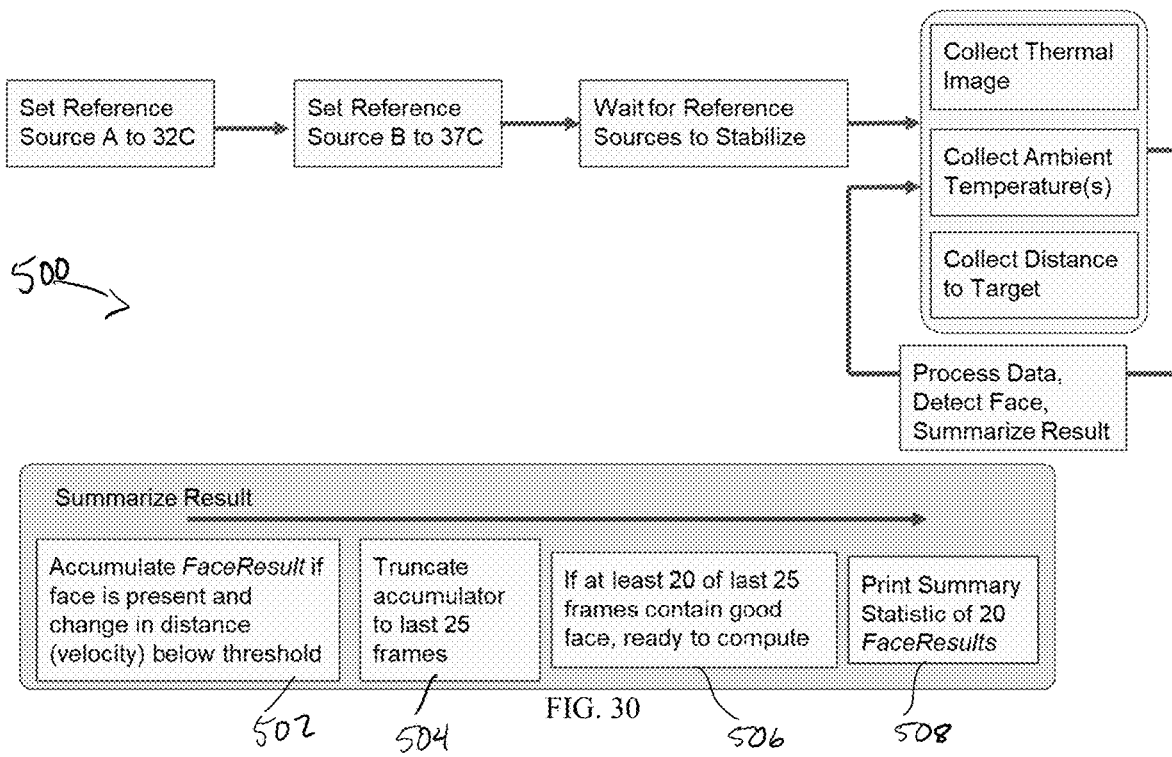 Set Reference
Source A to 32C
Set Reference
Source B to 37C
Wait for Reference
Sources to Stabilize
Collect Thermal
Image
Collect Ambient
Temperature(s)
Collect Distance
to Target
500
Process Data,
Detect Face,
Summarize Result
Summarize Result
Accumulate FaceResult if
face is present and
change in distance
(velocity) below threshold
Truncate
accumulator
to last 25
frames
If at least 20 of last 25
frames contain good
face, ready to compute
Print Summary
Statistic of 20
FaceResults
FIG. 30
502
504
506
508